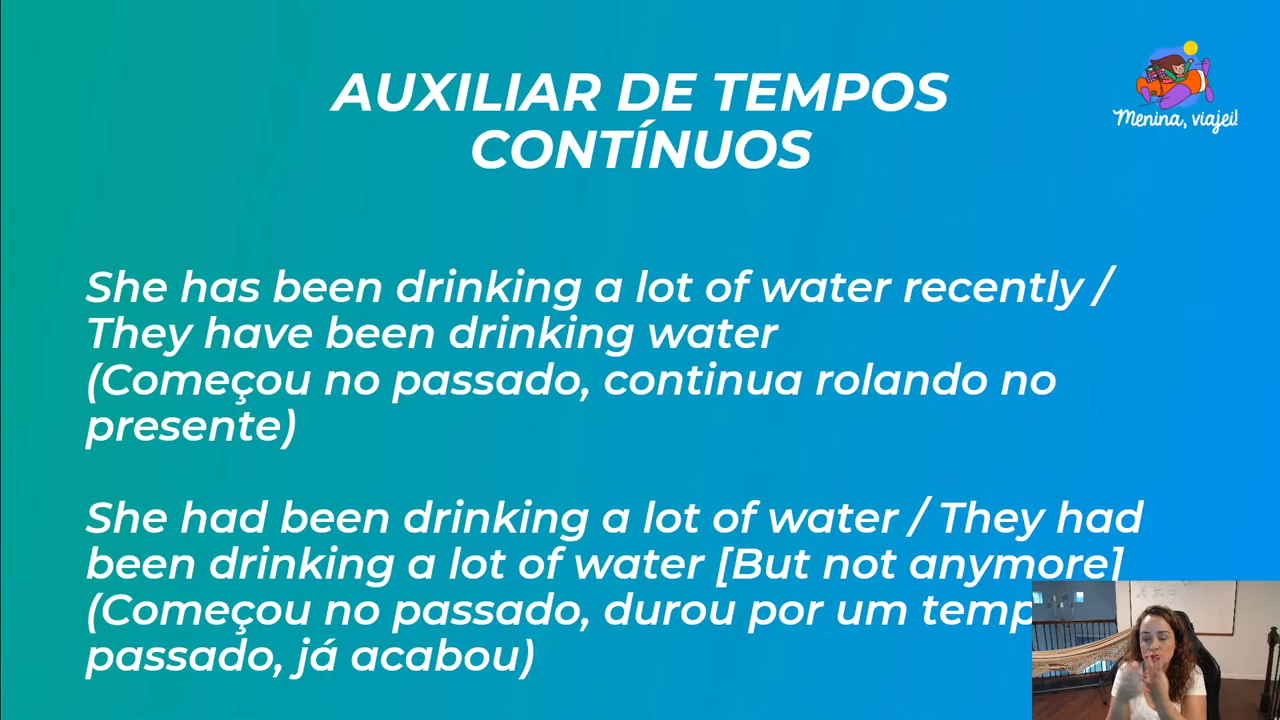 AUXILIAR DE TEMPOS
CONTÍNUOS
Menina, viajei!
She has been drinking a lot of water recently /
They have been drinking water
(Começou no passado, continua rolando no
presente)
She had been drinking a lot of water / They had
been drinking a lot of water [But not anymore]
(Começou no passado, durou por um temp
passado, já acabou)